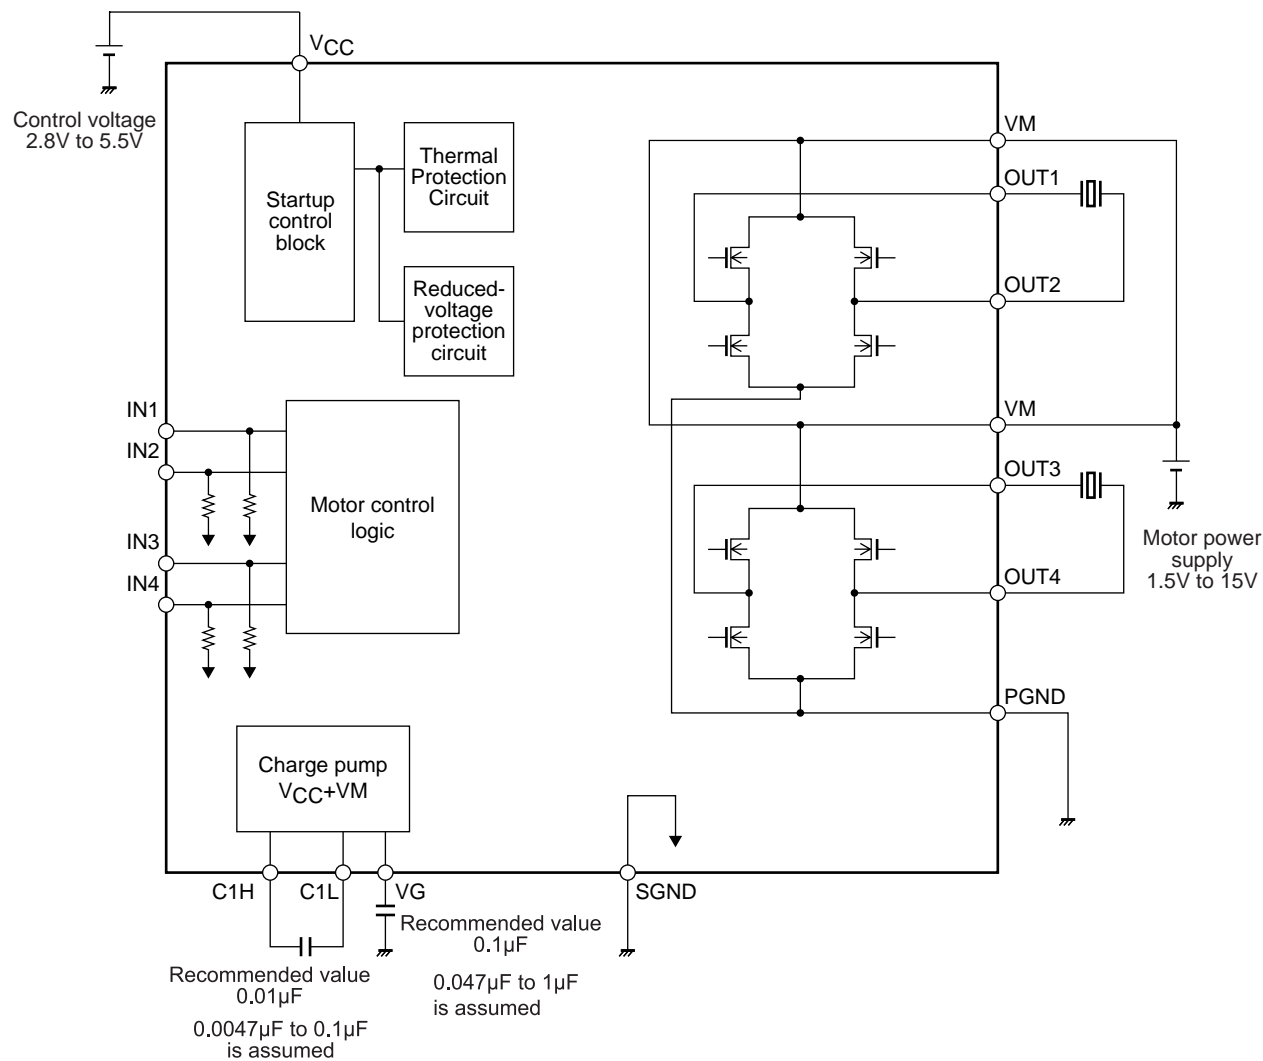 VCC
Control voltage
2.8V to 5.5V
Startup
control
block
Thermal
Protection
Circuit
Reduced-
voltage
protection
circuit
VM
OUT1
OUT2
VM
OUT3
OUT4
PGND
Motor power
supply
1.5V to 15V
IN1
IN2
IN3
IN4
Motor control
logic
Charge pump
VCC+VM
C1H
C1L
VG
SGND
Recommended value
0.1µF
0.047µF to 1µF
is assumed
Recommended value
0.01µF
0.0047µF to 0.1µF
is assumed